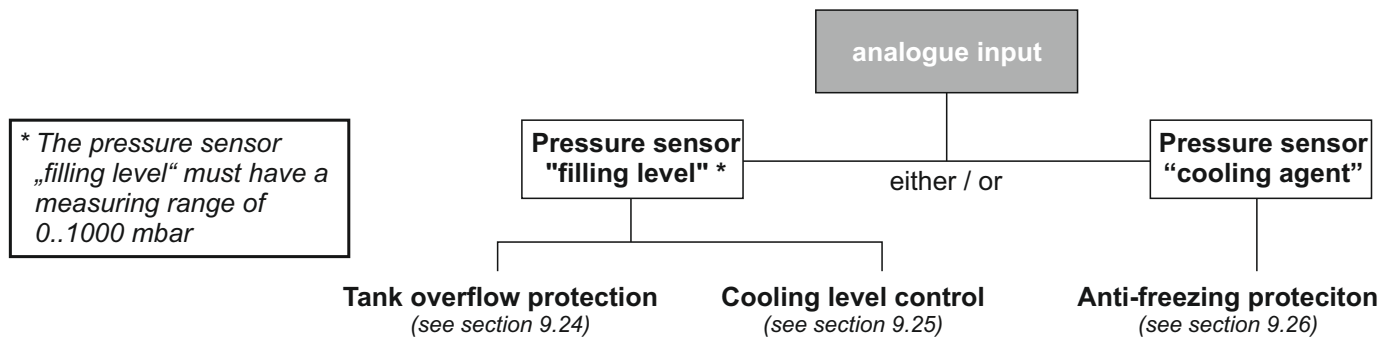 analogue input
* The pressure sensor
„filling level“ must have a
measuring range of
0..1000 mbar
Pressure sensor
"filling level" *
either / or
Pressure sensor
“cooling agent”
Tank overflow protection
(see section 9.24)
Cooling level control
(see section 9.25)
Anti-freezing proteciton
(see section 9.26)